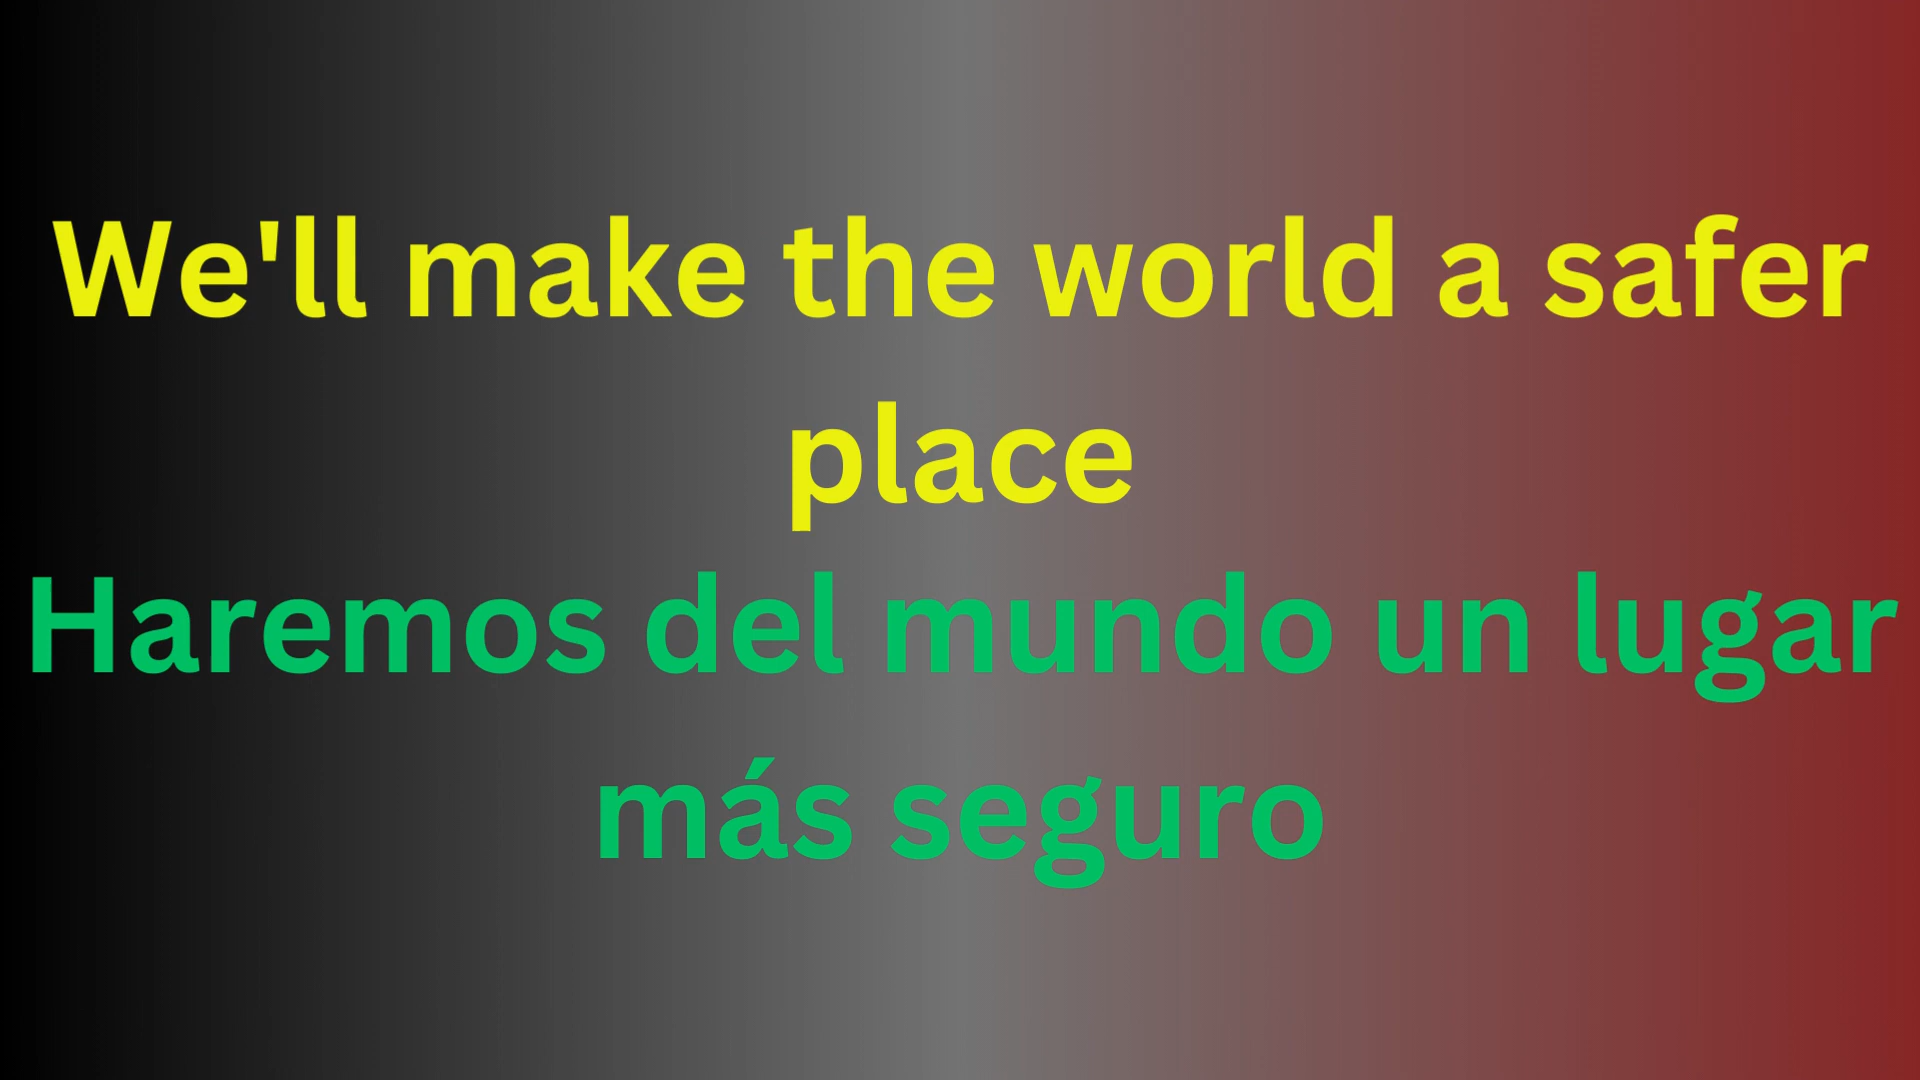 We'll make the world a safer
place
Haremos del mundo un lugar
más seguro